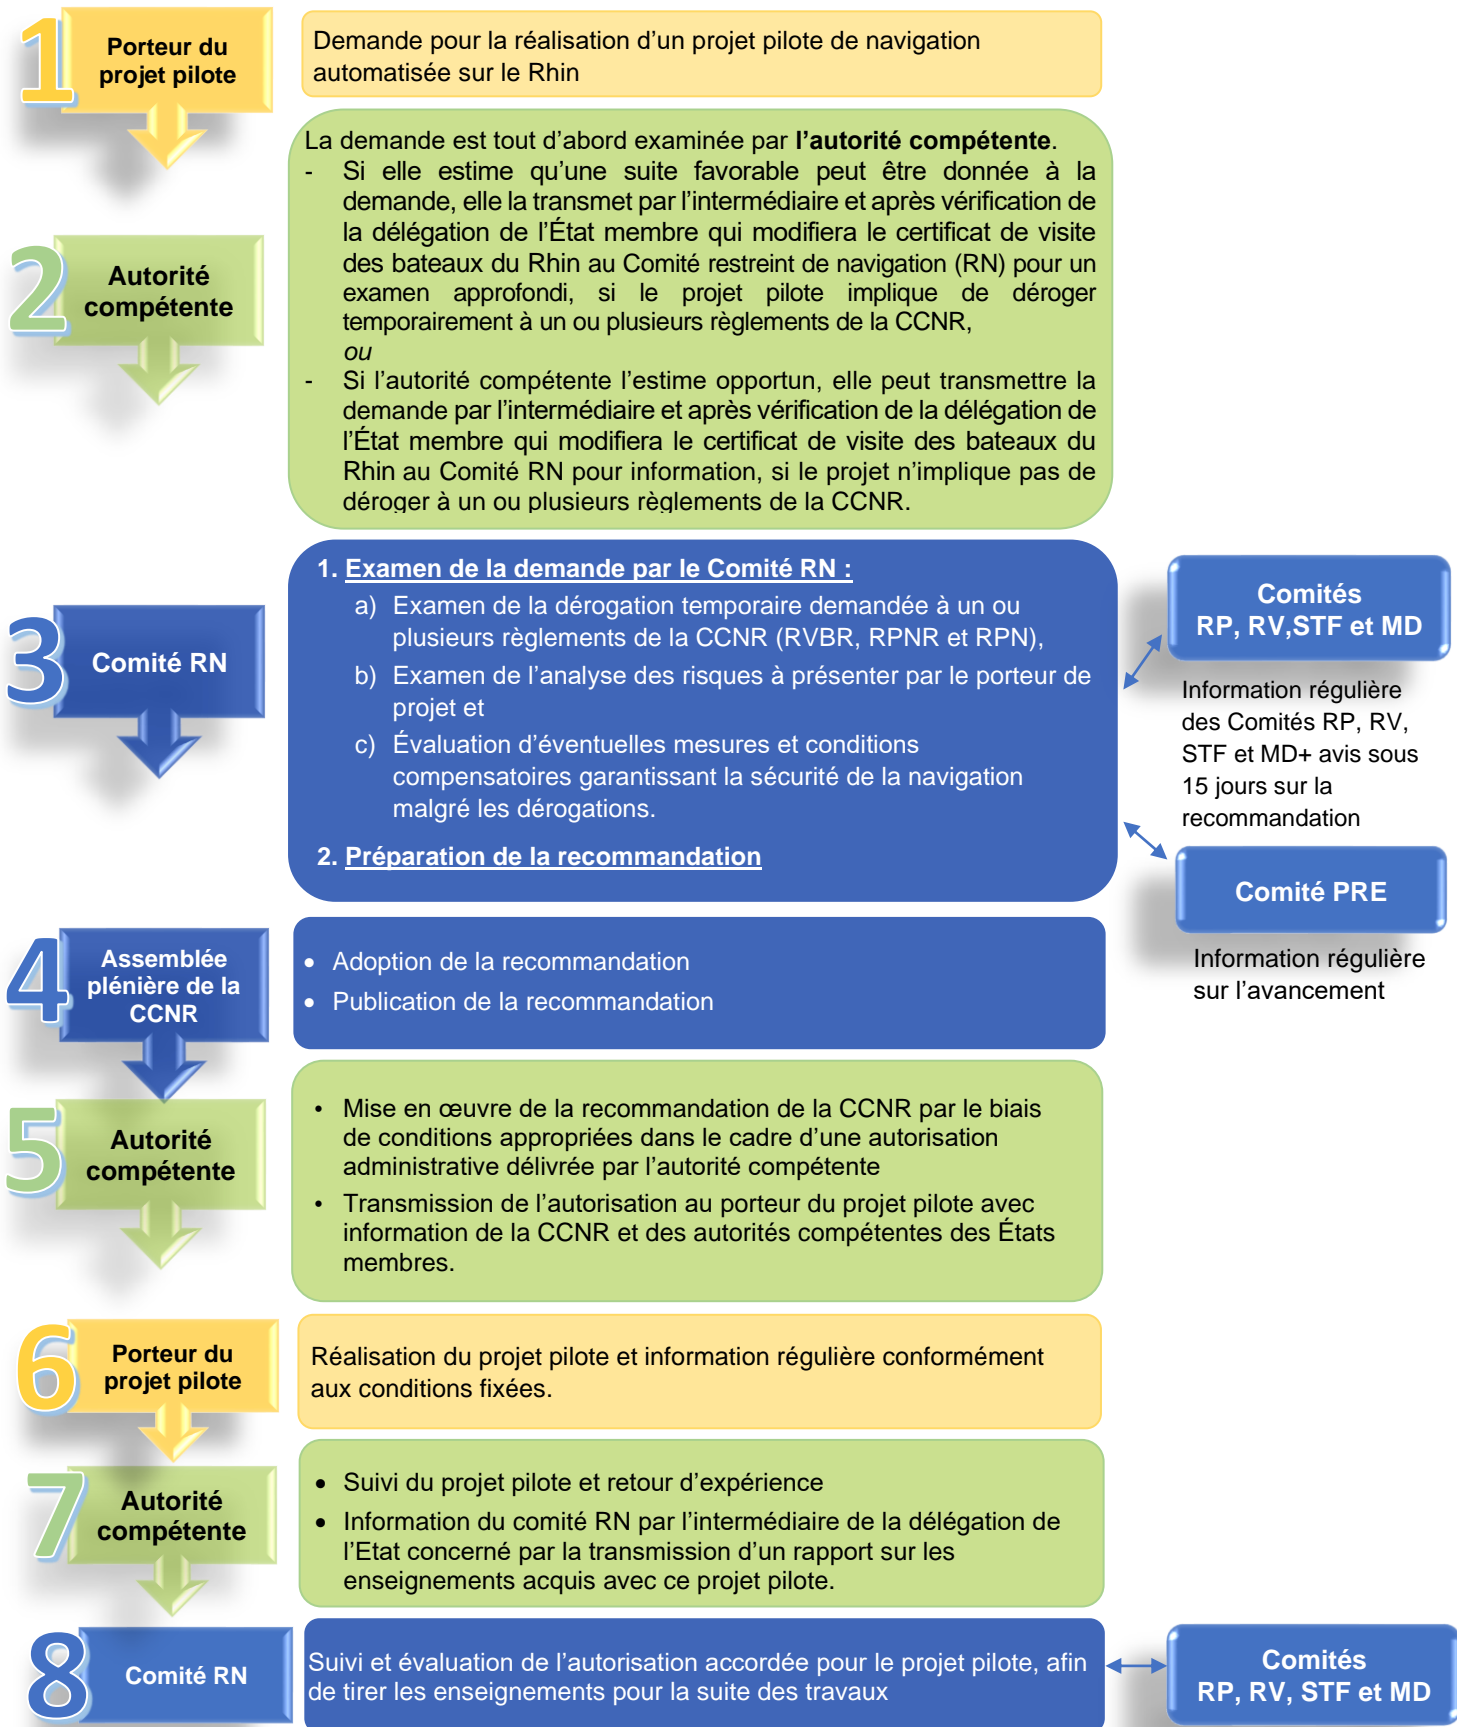 1
Porteur du
projet pilote
Demande pour la réalisation d’un projet pilote de navigation
automatisée sur le Rhin
2
Autorité
compétente
La demande est tout d’abord examinée par l’autorité compétente.
- Si elle estime qu’une suite favorable peut être donnée à la
demande, elle la transmet par l’intermédiaire et après vérification de
la délégation de l’État membre qui modifiera le certificat de visite
des bateaux du Rhin au Comité restreint de navigation (RN) pour un
examen approfondi, si le projet pilote implique de déroger
temporairement à un ou plusieurs règlements de la CCNR,
ou
- Si l’autorité compétente l’estime opportun, elle peut transmettre la
demande par l’intermédiaire et après vérification de la délégation de
l’État membre qui modifiera le certificat de visite des bateaux du
Rhin au Comité RN pour information, si le projet n’implique pas de
déroger à un ou plusieurs règlements de la CCNR.
3
Comité RN
1. Examen de la demande par le Comité RN :
a) Examen de la dérogation temporaire demandée à un ou
plusieurs règlements de la CCNR (RVBR, RPNR et RPN),
b) Examen de l’analyse des risques à présenter par le porteur de
projet et
c) Évaluation d’éventuelles mesures et conditions
compensatoires garantissant la sécurité de la navigation
malgré les dérogations.
2. Préparation de la recommandation
Comités
RP, RV,STF et MD
Information régulière
des Comités RP, RV,
STF et MD+ avis sous
15 jours sur la
recommandation
Comité PRE
Information régulière
sur l’avancement
4
Assemblée
plénière de la
CCNR
• Adoption de la recommandation
• Publication de la recommandation
5
Autorité
compétente
• Mise en œuvre de la recommandation de la CCNR par le biais
de conditions appropriées dans le cadre d’une autorisation
administrative délivrée par l’autorité compétente
• Transmission de l’autorisation au porteur du projet pilote avec
information de la CCNR et des autorités compétentes des États
membres.
6
Porteur du
projet pilote
Réalisation du projet pilote et information régulière conformément
aux conditions fixées.
7
Autorité
compétente
• Suivi du projet pilote et retour d’expérience
• Information du comité RN par l’intermédiaire de la délégation de
l’Etat concerné par la transmission d’un rapport sur les
enseignements acquis avec ce projet pilote.
8
Comité RN
Suivi et évaluation de l’autorisation accordée pour le projet pilote, afin
de tirer les enseignements pour la suite des travaux
Comités
RP, RV, STF et MD